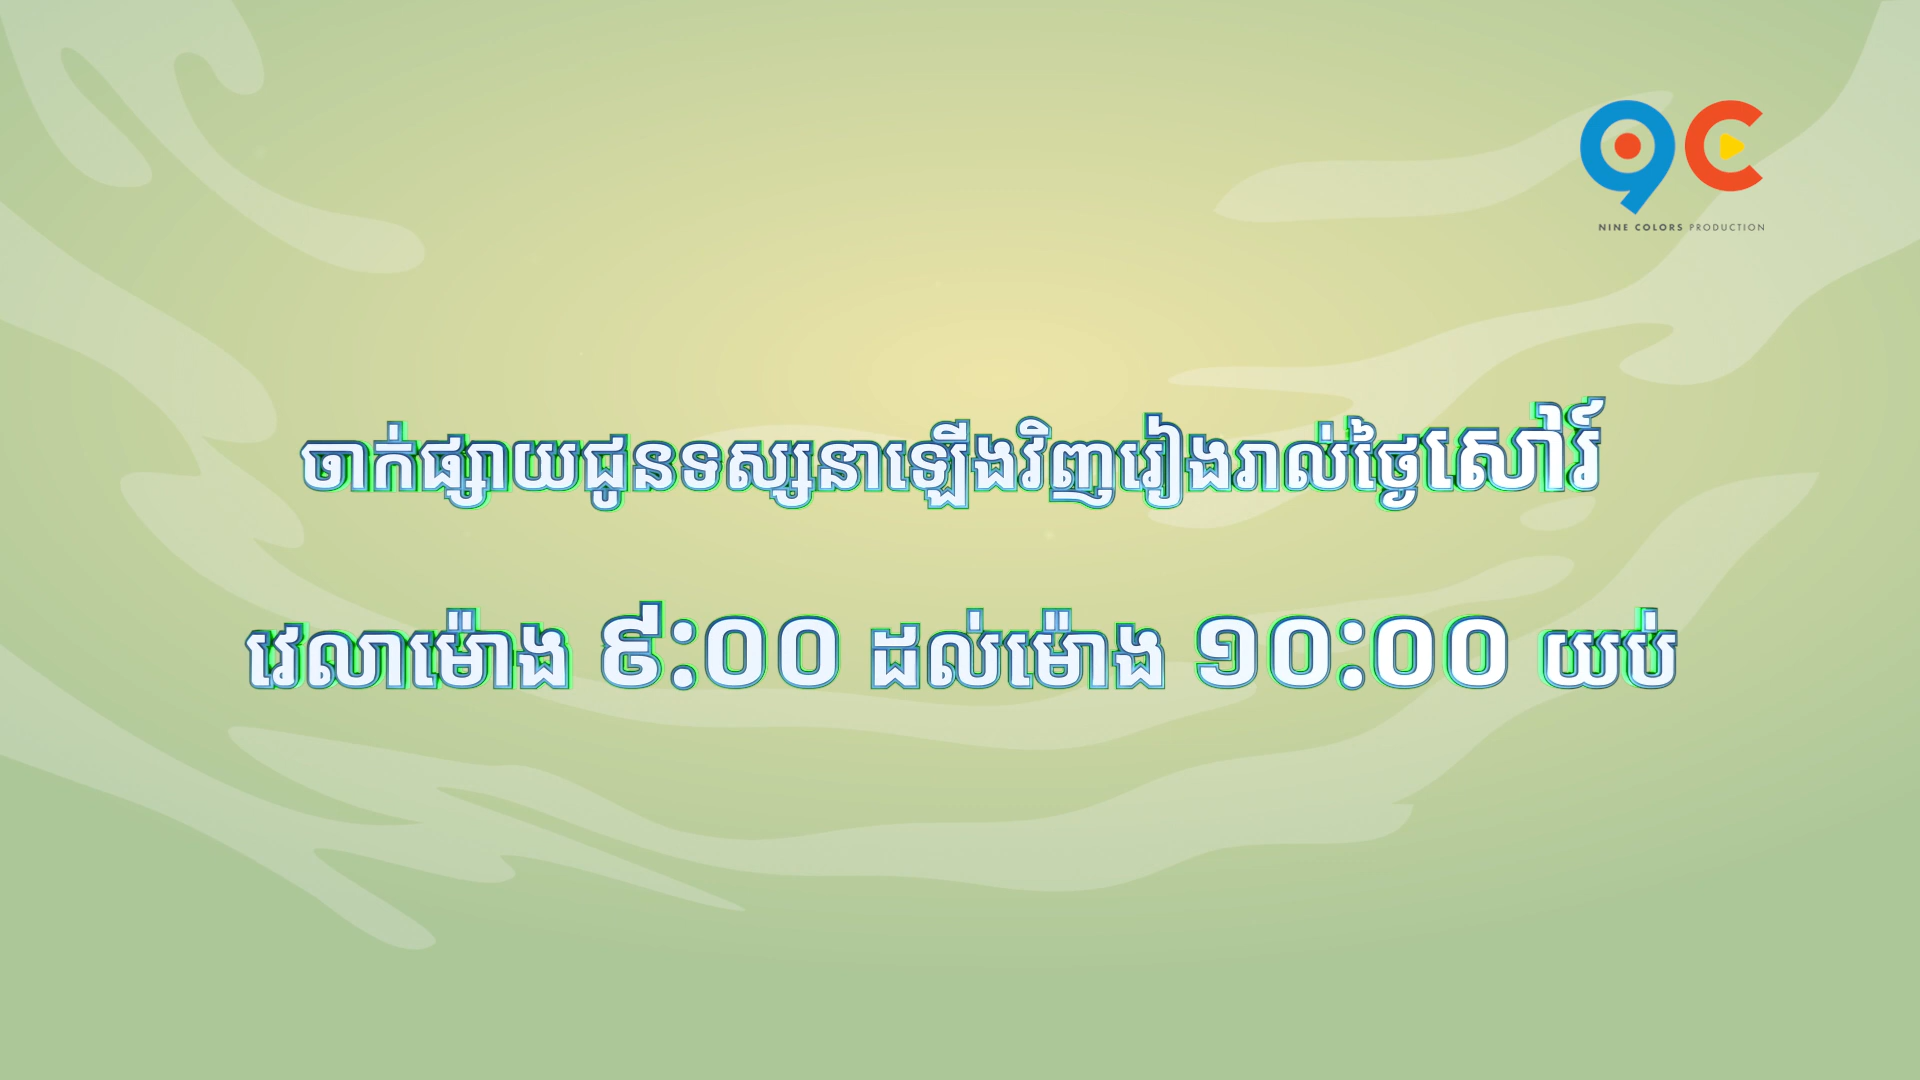 9C
NINE COLORS PRODUCTION
ចាក់ផ្សាយជូនទស្សនាឡើងវិញរៀងរាល់ថ្ងៃសៅរ៍
វេលាម៉ោង ៩:០០ ដល់ម៉ោង ១០:០០ យប់